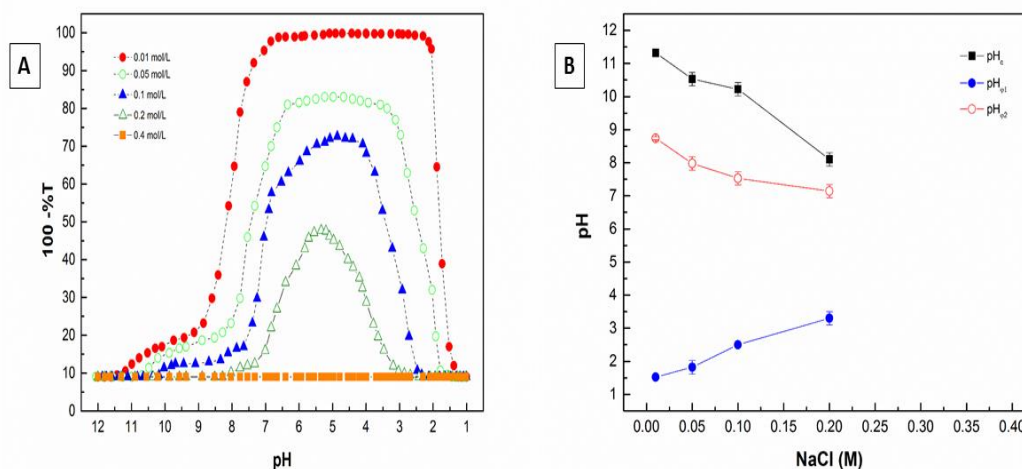 A
100 -%T
100
90
80
70
60
50
40
30
20
10
0
0.01 mol/L
0.05 mol/L
0.1 mol/L
0.2 mol/L
0.4 mol/L
12 11 10 9 8 7 6 5 4 3 2 1
pH
B
pH
12
11
10
9
8
7
6
5
4
3
2
1
0
pHc
pHφ1
pHφ2
0.00 0.05 0.10 0.15 0.20 0.25 0.30 0.35 0.40
NaCl (M)